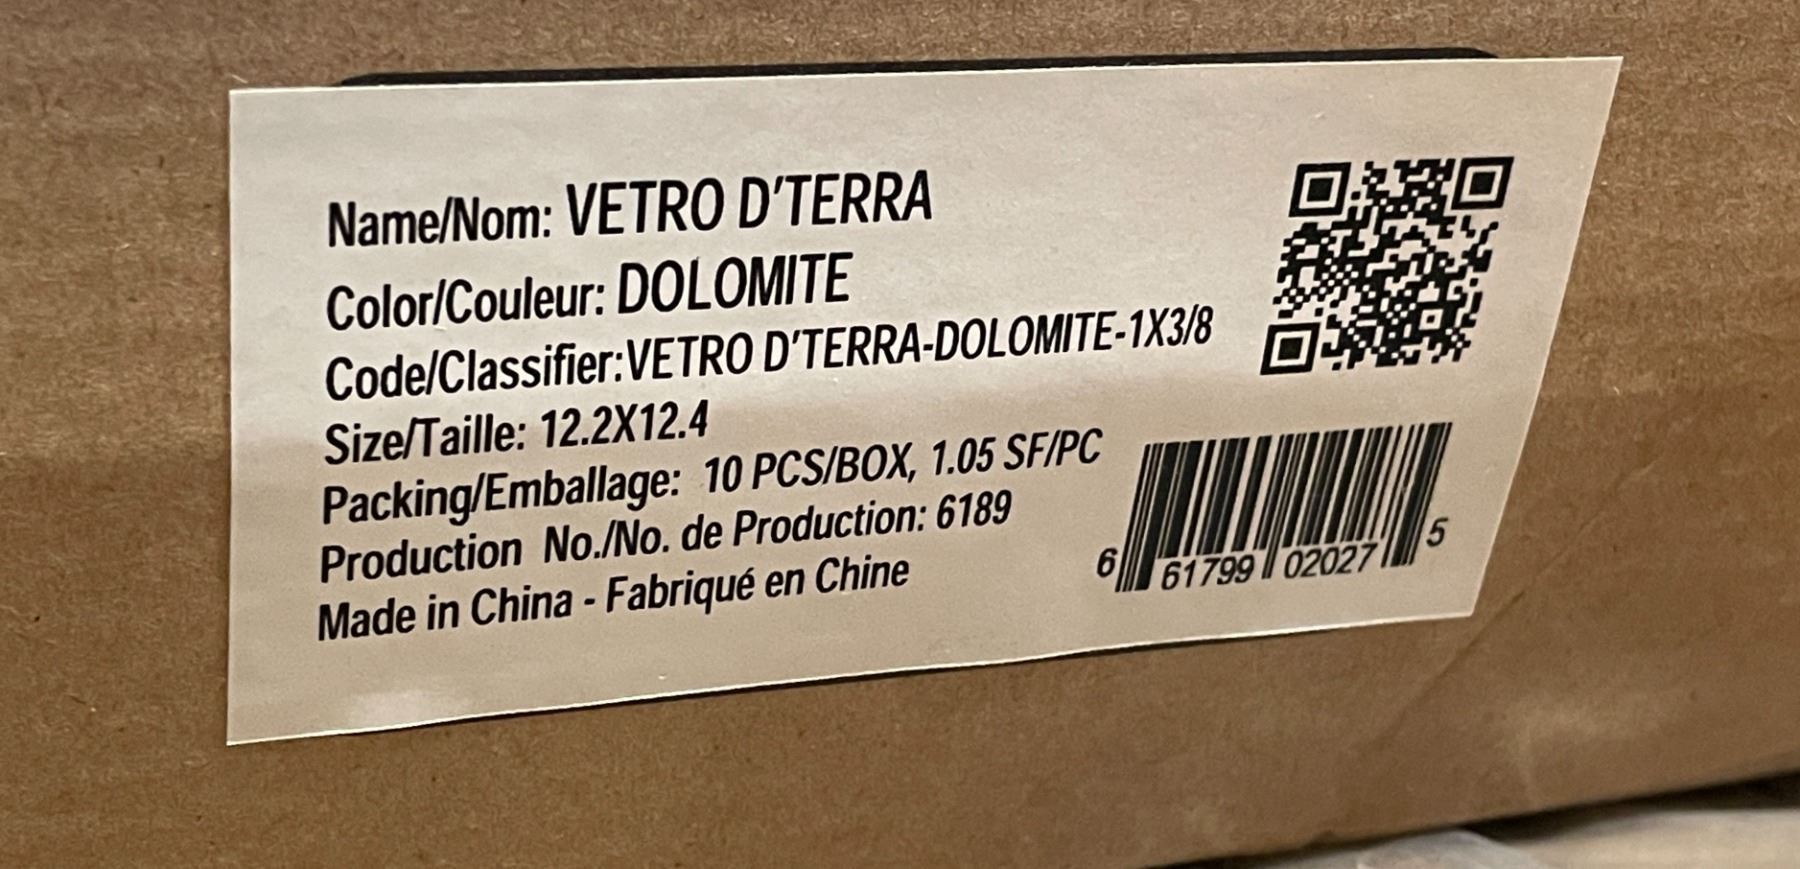 Name/Nom: VETRO D'TERRA
Color/Couleur: DOLOMITE
Code/Classifier:VETRO D'TERRA-DOLOMITE-1X3/8
Size/Taille: 12.2X12.4
Packing/Emballage: 10 PCS/BOX, 1.05 SF/PC
Production No./No. de Production: 6189
Made in China - Fabriqué en Chine
6 61799 02027 5